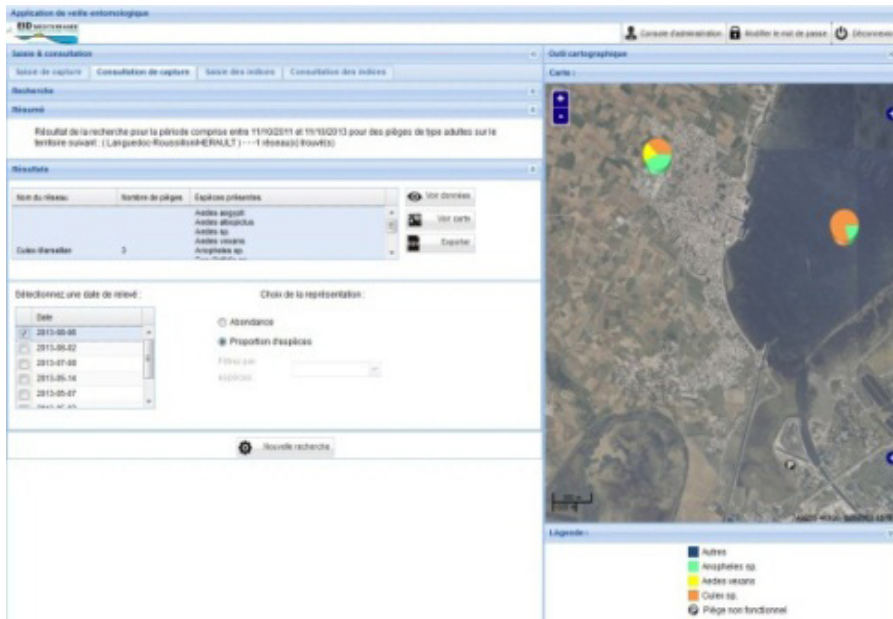 Application de veille entomologique
EID MEDITERRANEE
Console d'administration Modifier le mot de passe Déconnexion
Saisie & consultation
Saisie de capture Consultation de capture Saisie des indices Consultation des indices
Recherche
Résumé
Résultat de la recherche pour la période comprise entre 11/10/2011 et 11/10/2013 pour des pièges de type adultes sur le
territoire suivant : ( Languedoc-Roussillon/HERAULT ) ---1 réseau(x) trouvé(s)
Résultats
Nom du réseau Nombre de pièges Espèces présentes
Aedes aegypti
Aedes albopictus
Aedes sp.
Aedes vexans
Culex-Marseillan 3 Anopheles sp.
Voir données
Voir carte
Exporter
Sélectionnez une date de relevé :
Date
2013-08-02
2013-07-08
2013-05-14
2013-05-07
Choix de la représentation :
Abondance
Proportion d'espèces
Filtrer par
espèces
Nouvelle recherche
Outil cartographique
Carte :
Légende :
Autres
Anopheles sp.
Aedes vexans
Culex sp.
Piège non fonctionnel